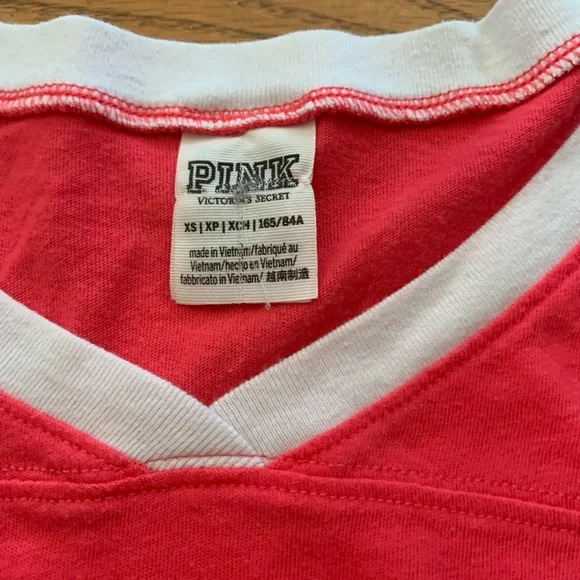 PINK
VICTORIA'S SECRET
XS | XP | XCH | 165/84A
made in Vietnam/fabriqué au
Vietnam/hecho en Vietnam/
fabbricato in Vietnam/ 越南制造